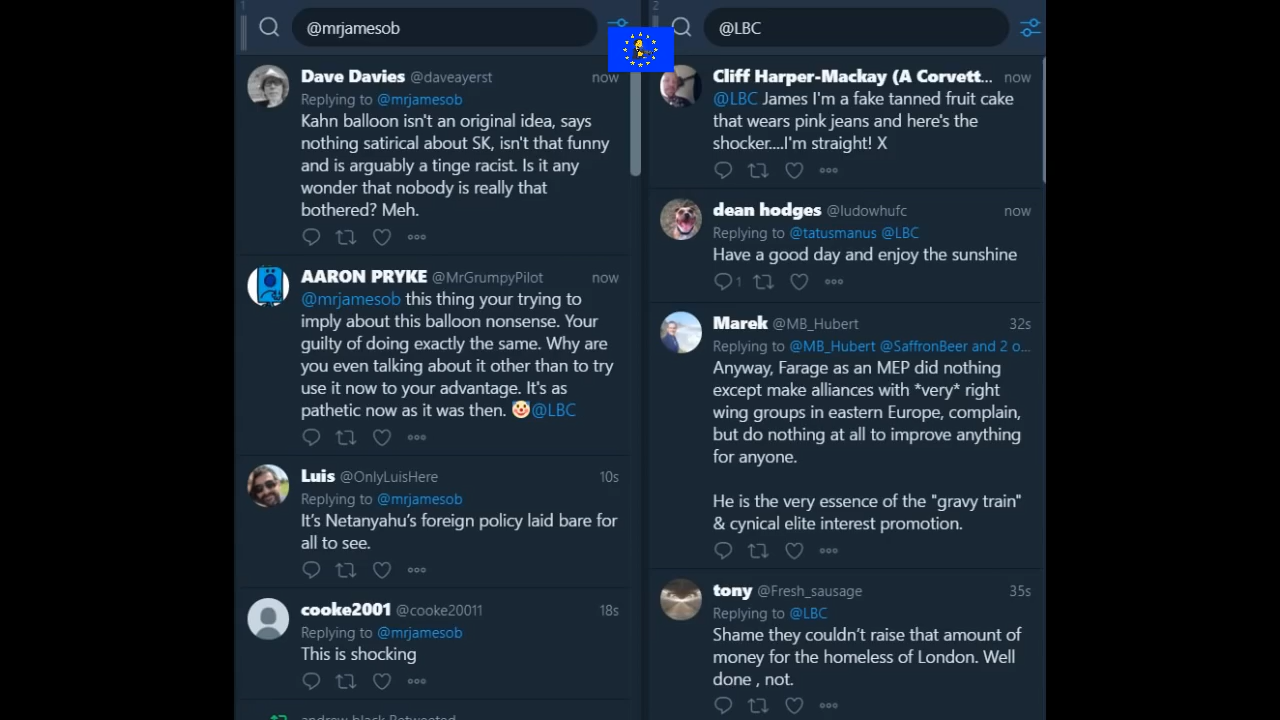 1
@mrjamesob
Dave Davies @daveayerst now
Replying to @mrjamesob
Kahn balloon isn't an original idea, says
nothing satirical about SK, isn't that funny
and is arguably a tinge racist. Is it any
wonder that nobody is really that
bothered? Meh.
AARON PRYKE @MrGrumpyPilot now
@mrjamesob this thing your trying to
imply about this balloon nonsense. Your
guilty of doing exactly the same. Why are
you even talking about it other than to try
use it now to your advantage. It's as
pathetic now as it was then. 🤡@LBC
Luis @OnlyLuisHere 10s
Replying to @mrjamesob
It's Netanyahu's foreign policy laid bare for
all to see.
cooke2001 @cooke20011 18s
Replying to @mrjamesob
This is shocking
andrew black Retweeted
2
@LBC
Cliff Harper-Mackay (A Corvett... now
@LBC James I'm a fake tanned fruit cake
that wears pink jeans and here's the
shocker....I'm straight! X
dean hodges @ludowhufc now
Replying to @tatusmanus @LBC
Have a good day and enjoy the sunshine
1
Marek @MB_Hubert 32s
Replying to @MB_Hubert @SaffronBeer and 2 o...
Anyway, Farage as an MEP did nothing
except make alliances with *very* right
wing groups in eastern Europe, complain,
but do nothing at all to improve anything
for anyone.
He is the very essence of the "gravy train"
& cynical elite interest promotion.
tony @Fresh_sausage 35s
Replying to @LBC
Shame they couldn't raise that amount of
money for the homeless of London. Well
done , not.